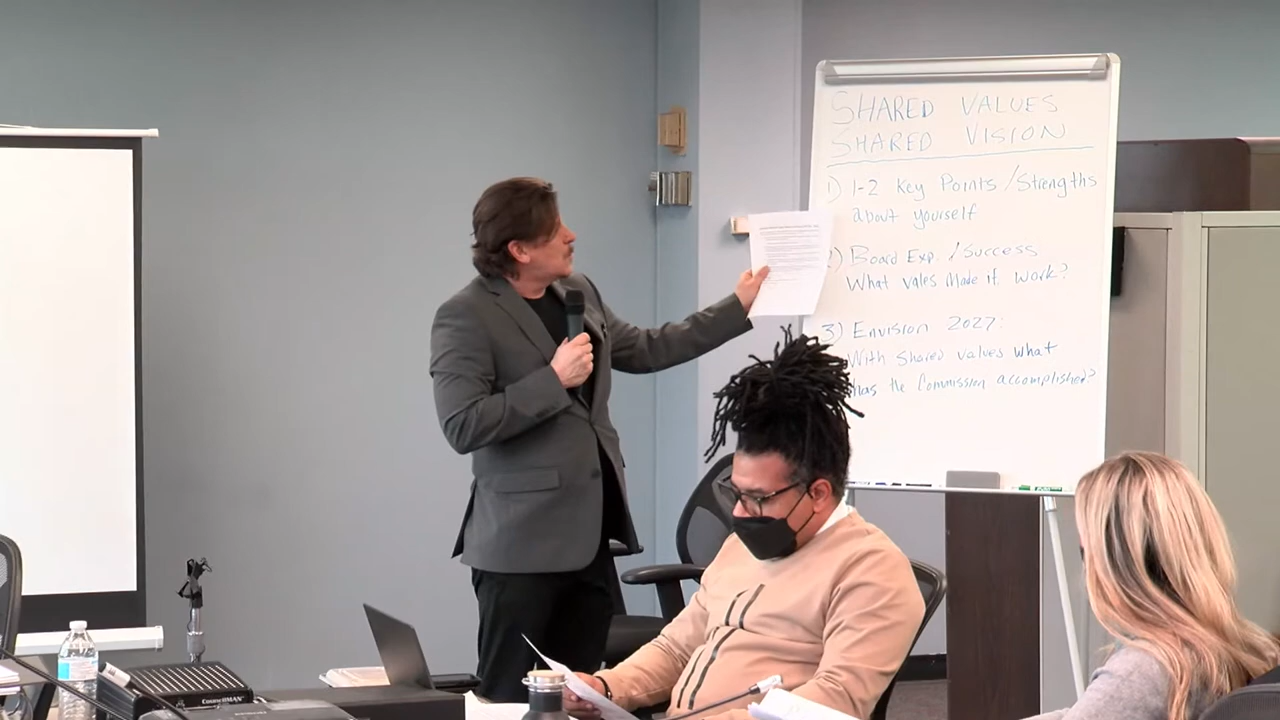 SHARED VALUES
SHARED VISION
1) 1-2 Key Points /Strengths
about yourself
2) Board Exp. / Success
What vales Made it work?
3) Envision 2027:
With shared values what
has the Commission accomplished?
CouncilMAN